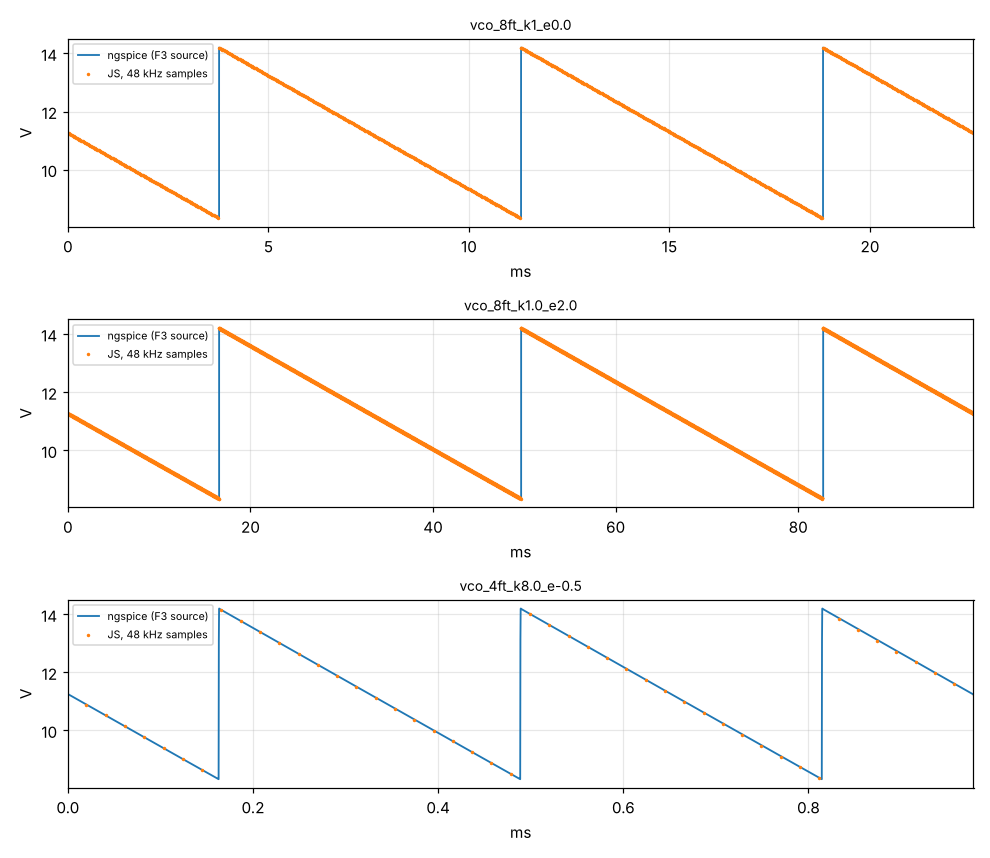 vco_8ft_k1_e0.0
ngspice (F3 source)
JS, 48 kHz samples
14
12
10
V
0 5 10 15 20
ms
vco_8ft_k1.0_e2.0
ngspice (F3 source)
JS, 48 kHz samples
14
12
10
V
0 20 40 60 80
ms
vco_4ft_k8.0_e-0.5
ngspice (F3 source)
JS, 48 kHz samples
14
12
10
V
0.0 0.2 0.4 0.6 0.8
ms